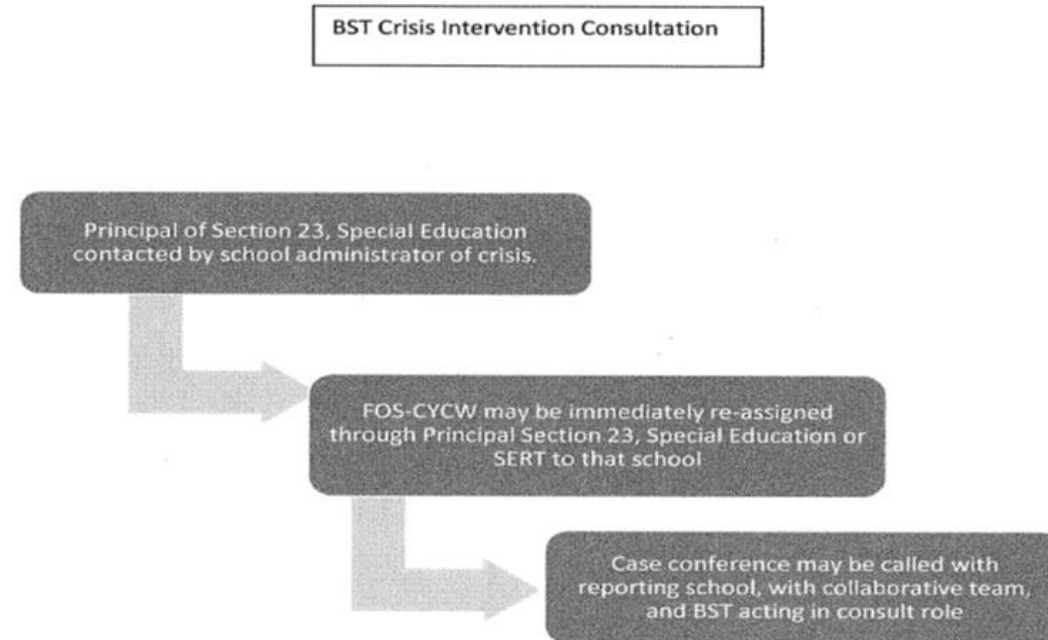 BST Crisis Intervention Consultation
Principal of Section 23, Special Education
contacted by school administrator of crisis.
FOS-CYCW may be immediately re-assigned
through Principal Section 23, Special Education or
SERT to that school
Case conference may be called with
reporting school, with collaborative team,
and BST acting in consult role